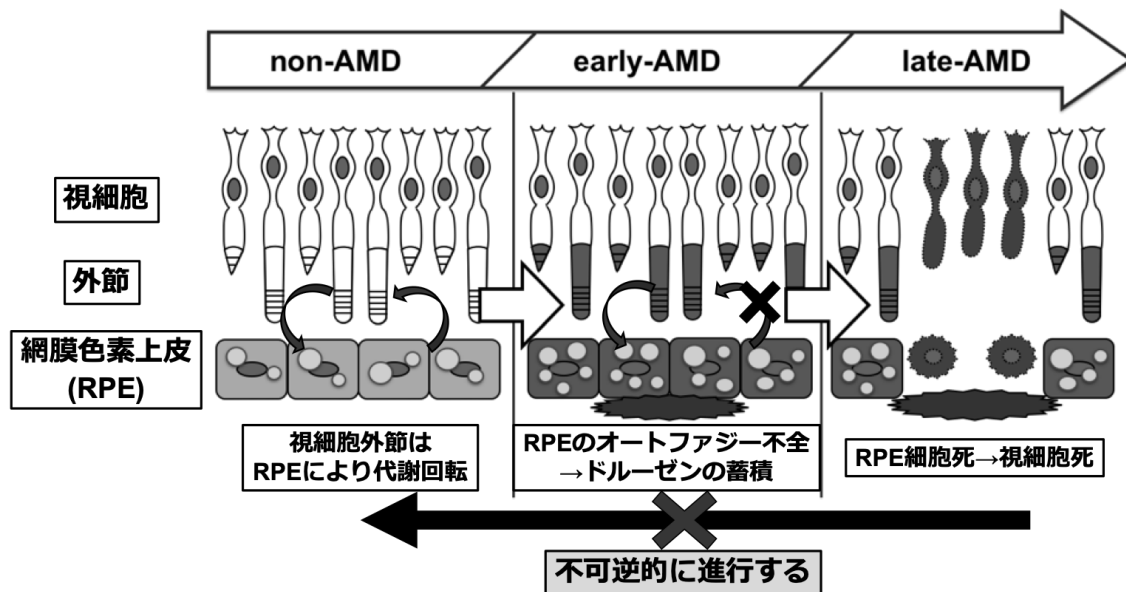 non-AMD
early-AMD
late-AMD
視細胞
外節
網膜色素上皮
(RPE)
視細胞外節は
RPEにより代謝回転
RPEのオートファジー不全
→ドルーゼンの蓄積
RPE細胞死→視細胞死
不可逆的に進行する